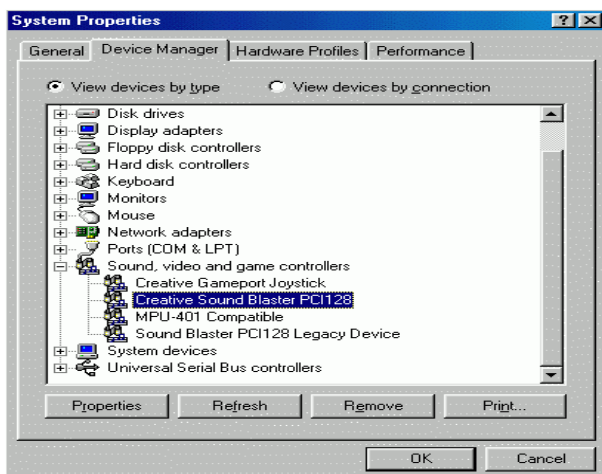 System Properties
General Device Manager Hardware Profiles Performance
View devices by type View devices by connection
Disk drives
Display adapters
Floppy disk controllers
Hard disk controllers
Keyboard
Monitors
Mouse
Network adapters
Ports (COM & LPT)
Sound, video and game controllers
Creative Gameport Joystick
Creative Sound Blaster PCI128
MPU-401 Compatible
Sound Blaster PCI128 Legacy Device
System devices
Universal Serial Bus controllers
Properties Refresh Remove Print...
OK Cancel